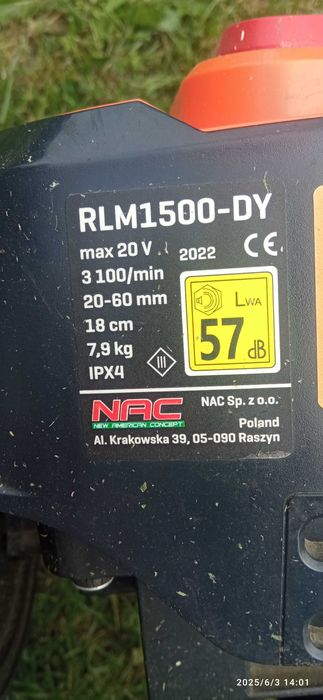 RLM1500-DY
max 20 V 2022 CE
3 100/min
20-60 mm
18 cm
7,9 kg
IPX4
III
LWA
57 dB
NAC
NEW AMERICAN CONCEPT
NAC Sp. z o.o.
Poland
Al. Krakowska 39, 05-090 Raszyn
2025/6/3 14:01